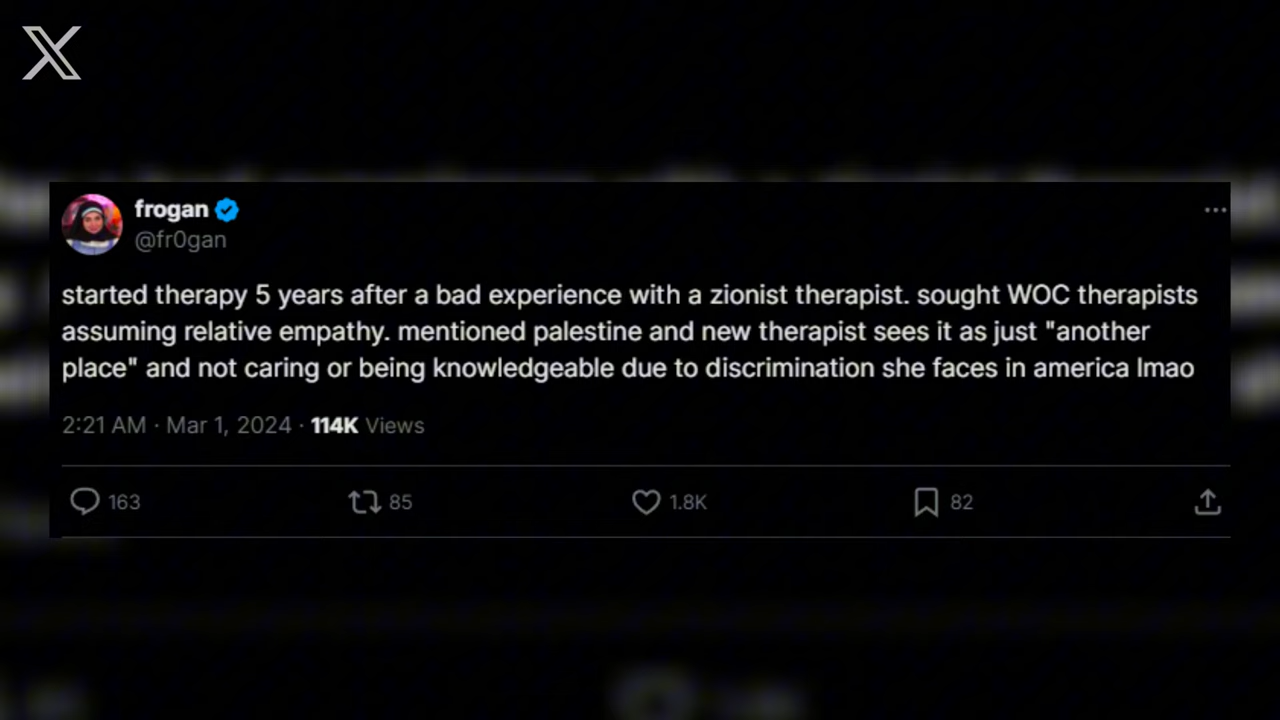 frogan
@fr0gan
started therapy 5 years after a bad experience with a zionist therapist. sought WOC therapists
assuming relative empathy. mentioned palestine and new therapist sees it as just "another
place" and not caring or being knowledgeable due to discrimination she faces in america lmao
2:21 AM · Mar 1, 2024 · 114K Views
163 85 1.8K 82